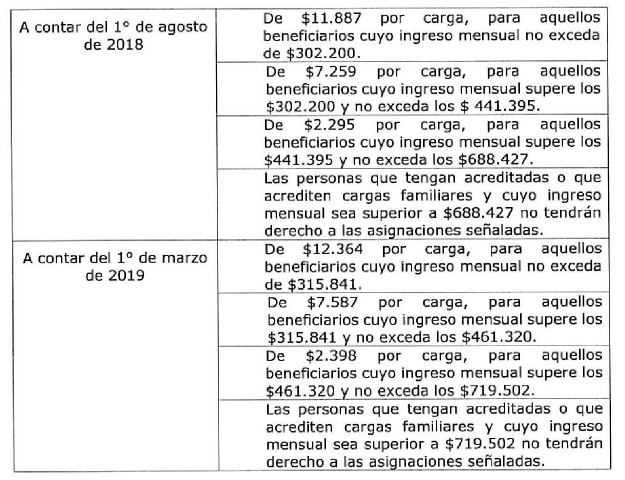 A contar del 1° de agosto
de 2018
De $11.887 por carga, para aquellos
beneficiarios cuyo ingreso mensual no exceda
de $302.200.
De $7.259 por carga, para aquellos
beneficiarios cuyo ingreso mensual supere los
$302.200 y no exceda los $ 441.395.
De $2.295 por carga, para aquellos
beneficiarios cuyo ingreso mensual supere los
$441.395 y no exceda los $688.427.
Las personas que tengan acreditadas o que
acrediten cargas familiares y cuyo ingreso
mensual sea superior a $688.427 no tendrán
derecho a las asignaciones señaladas.
A contar del 1° de marzo
de 2019
De $12.364 por carga, para aquellos
beneficiarios cuyo ingreso mensual no exceda
de $315.841.
De $7.587 por carga, para aquellos
beneficiarios cuyo ingreso mensual supere los
$315.841 y no exceda los $461.320.
De $2.398 por carga, para aquellos
beneficiarios cuyo ingreso mensual supere los
$461.320 y no exceda los $719.502.
Las personas que tengan acreditadas o que
acrediten cargas familiares y cuyo ingreso
mensual sea superior a $719.502 no tendrán
derecho a las asignaciones señaladas.